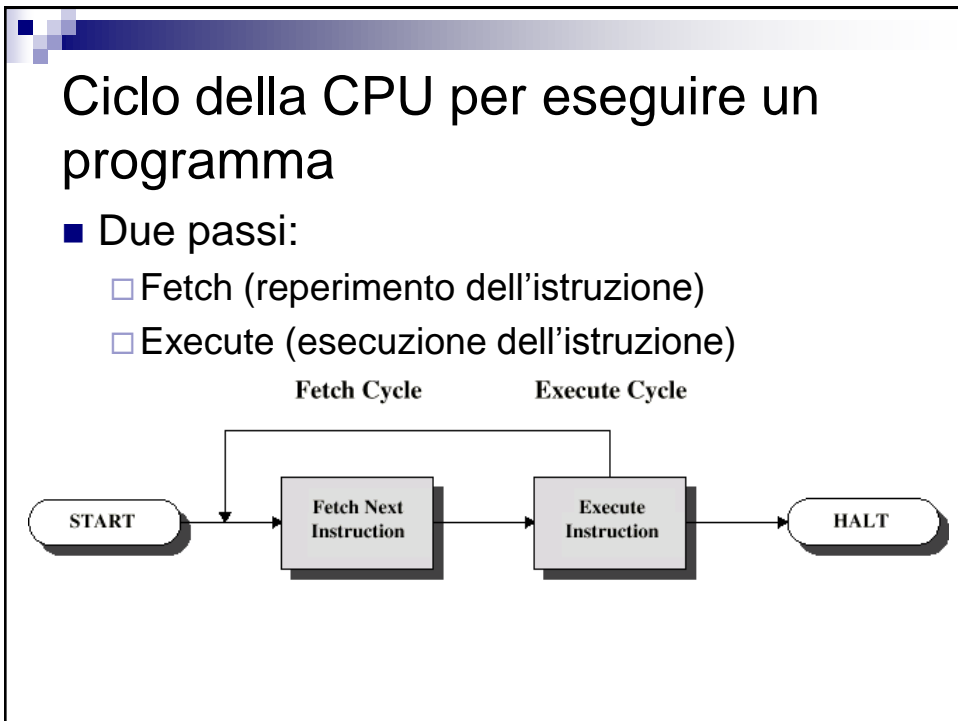 Ciclo della CPU per eseguire un
programma
Due passi:
Fetch (reperimento dell’istruzione)
Execute (esecuzione dell’istruzione)
Fetch Cycle Execute Cycle
START
Fetch Next
Instruction
Execute
Instruction
HALT